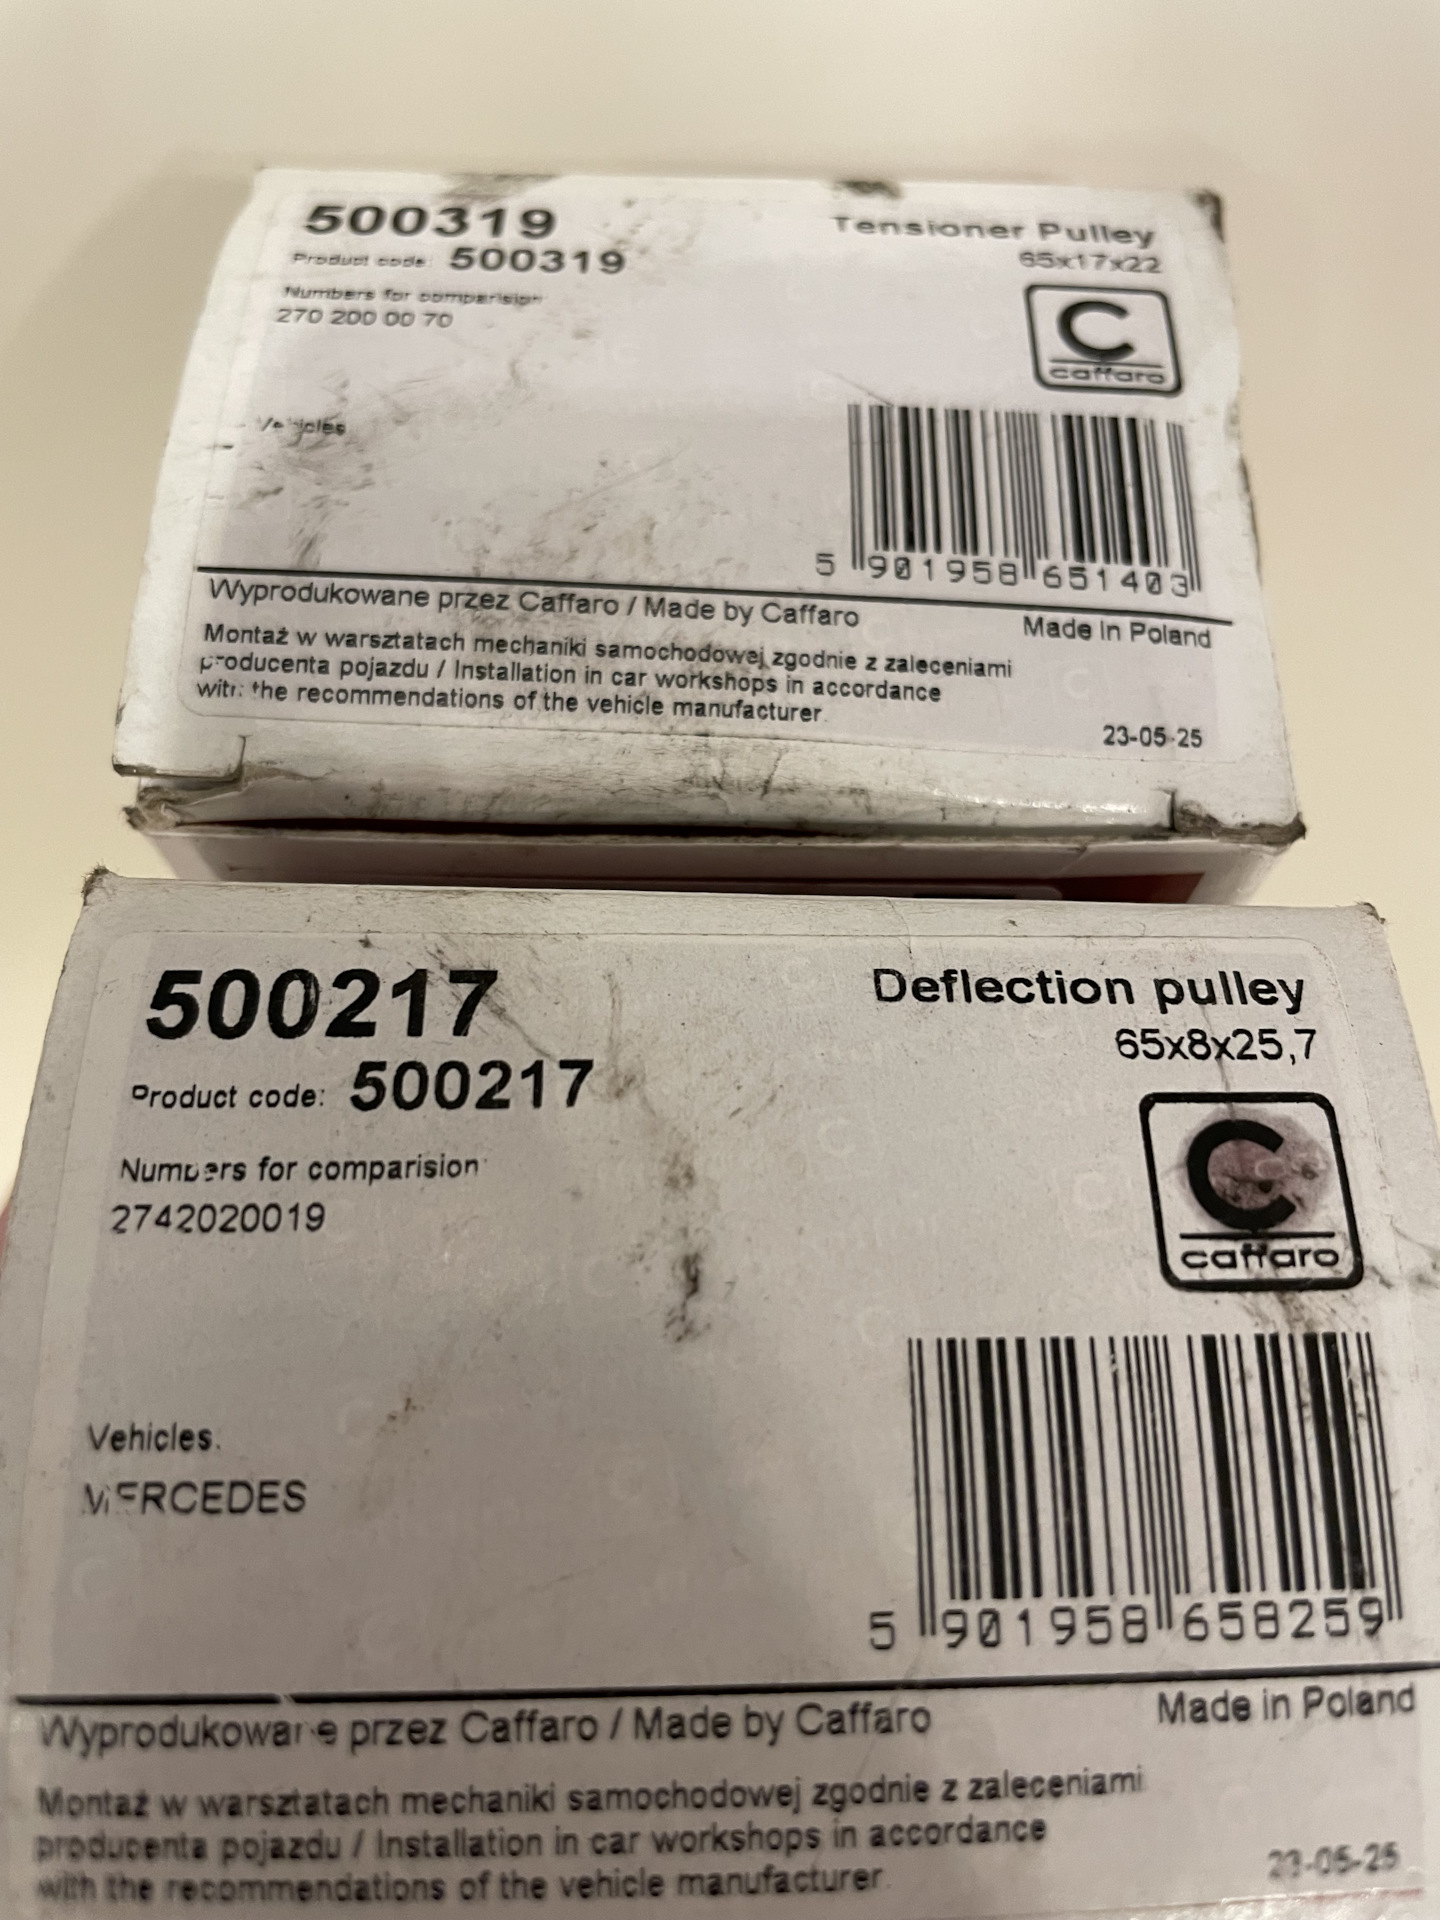 500319
Tensioner Pulley
Product code: 500319
65x17x22
Numbers for comparision
270 200 00 70
C
caffaro
Vehicles
5 901958 651403
Wyprodukowane przez Caffaro / Made by Caffaro
Made in Poland
Montaż w warsztatach mechaniki samochodowej zgodnie z zaleceniami
producenta pojazdu / Installation in car workshops in accordance
with the recommendations of the vehicle manufacturer
23-05-25
500217
Deflection pulley
65x8x25,7
Product code: 500217
Numbers for comparision
2742020019
C
caffaro
Vehicles.
MERCEDES
5 901958 658259
Wyprodukowane przez Caffaro / Made by Caffaro
Made in Poland
Montaż w warsztatach mechaniki samochodowej zgodnie z zaleceniami
producenta pojazdu / Installation in car workshops in accordance
with the recommendations of the vehicle manufacturer
23-05-25